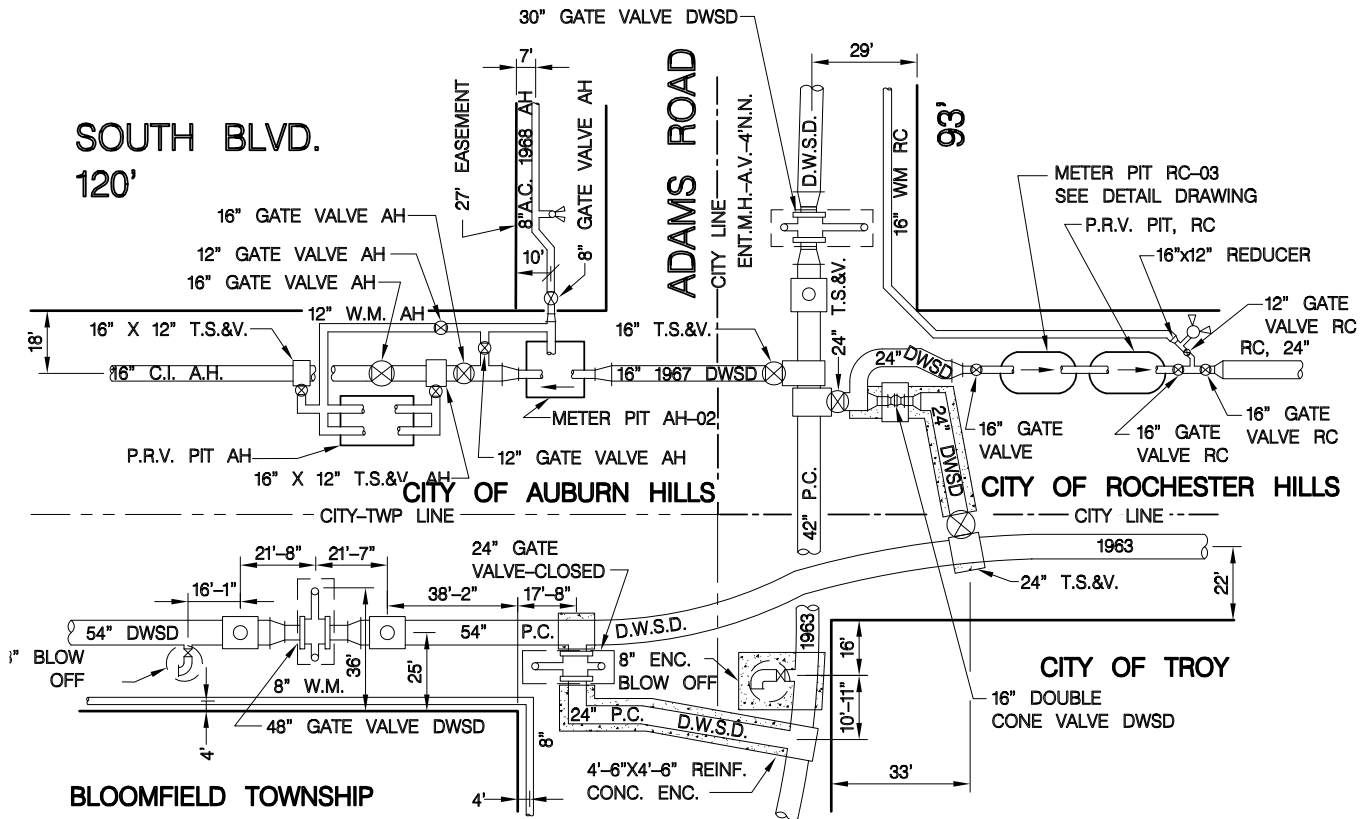 30" GATE VALVE DWSD
7'
29'
SOUTH BLVD.
120'
27' EASEMENT
8"A.C. 1968 AH
8" GATE VALVE AH
ADAMS ROAD
CITY LINE
ENT.M.H.-A.V.-4'N.N.
D.W.S.D.
16" WM RC
93'
METER PIT RC-03
SEE DETAIL DRAWING
P.R.V. PIT, RC
16"x12" REDUCER
16" GATE VALVE AH
12" GATE VALVE AH
16" GATE VALVE AH
10'
12" W.M. AH
12" GATE
VALVE RC
RC, 24"
18'
16" X 12" T.S.&V.
16" T.S.&V.
24" T.S.&V.
24"
24" DWSD
16" C.I. A.H.
16" 1967 DWSD
METER PIT AH-02
24" DWSD
16" GATE
VALVE
16" GATE
VALVE RC
16" GATE
VALVE RC
P.R.V. PIT AH
12" GATE VALVE AH
16" X 12" T.S.&V. AH
CITY OF AUBURN HILLS
CITY OF ROCHESTER HILLS
CITY-TWP LINE
42" P.C.
CITY LINE
1963
21'-8"
21'-7"
24" GATE
VALVE-CLOSED
24" T.S.&V.
22'
16'-1"
38'-2"
17'-8"
54" DWSD
54"
P.C.
D.W.S.D.
1963
16'
" BLOW
OFF
36'
25'
8" ENC.
BLOW OFF
CITY OF TROY
8" W.M.
10'-11"
16" DOUBLE
CONE VALVE DWSD
48" GATE VALVE DWSD
24" P.C.
D.W.S.D.
4'
8"
4'-6"X4'-6" REINF.
CONC. ENC.
33'
BLOOMFIELD TOWNSHIP
4'